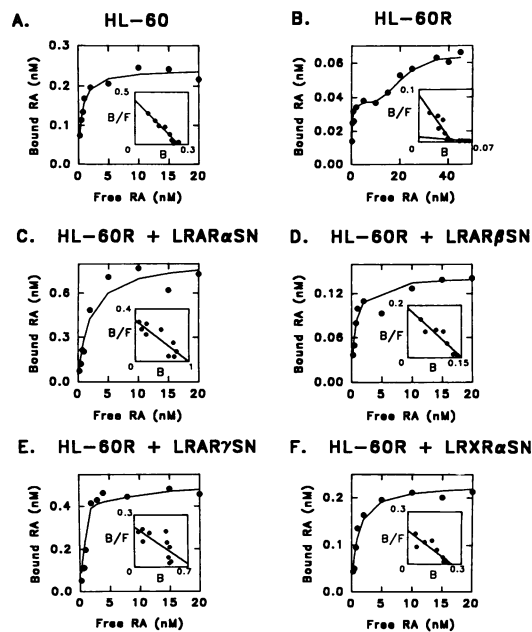 A. HL-60
Bound RA (nM)
0.3
0.2
0.1
0.0
0.5
B/F
0
B
0.3
0 5 10 15 20
Free RA (nM)
B. HL-60R
Bound RA (nM)
0.06
0.04
0.02
0.00
0.1
B/F
0
B
0.07
0 20 40
Free RA (nM)
C. HL-60R + LRARαSN
Bound RA (nM)
0.6
0.3
0.0
0.4
B/F
0
B
1
0 5 10 15 20
Free RA (nM)
D. HL-60R + LRARβSN
Bound RA (nM)
0.12
0.06
0.00
0.2
B/F
0
B
0.15
0 5 10 15 20
Free RA (nM)
E. HL-60R + LRARγSN
Bound RA (nM)
0.4
0.2
0.0
0.3
B/F
0
B
0.7
0 5 10 15 20
Free RA (nM)
F. HL-60R + LRXRαSN
Bound RA (nM)
0.2
0.1
0.0
0.3
B/F
0
B
0.3
0 5 10 15 20
Free RA (nM)